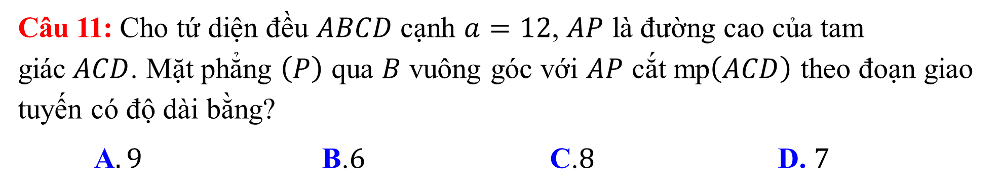 Câu 11: Cho tứ diện đều ABCD cạnh a = 12, AP là đường cao của tam
giác ACD. Mặt phẳng (P) qua B vuông góc với AP cắt mp(ACD) theo đoạn giao
tuyến có độ dài bằng?
A. 9 B.6 C.8 D. 7